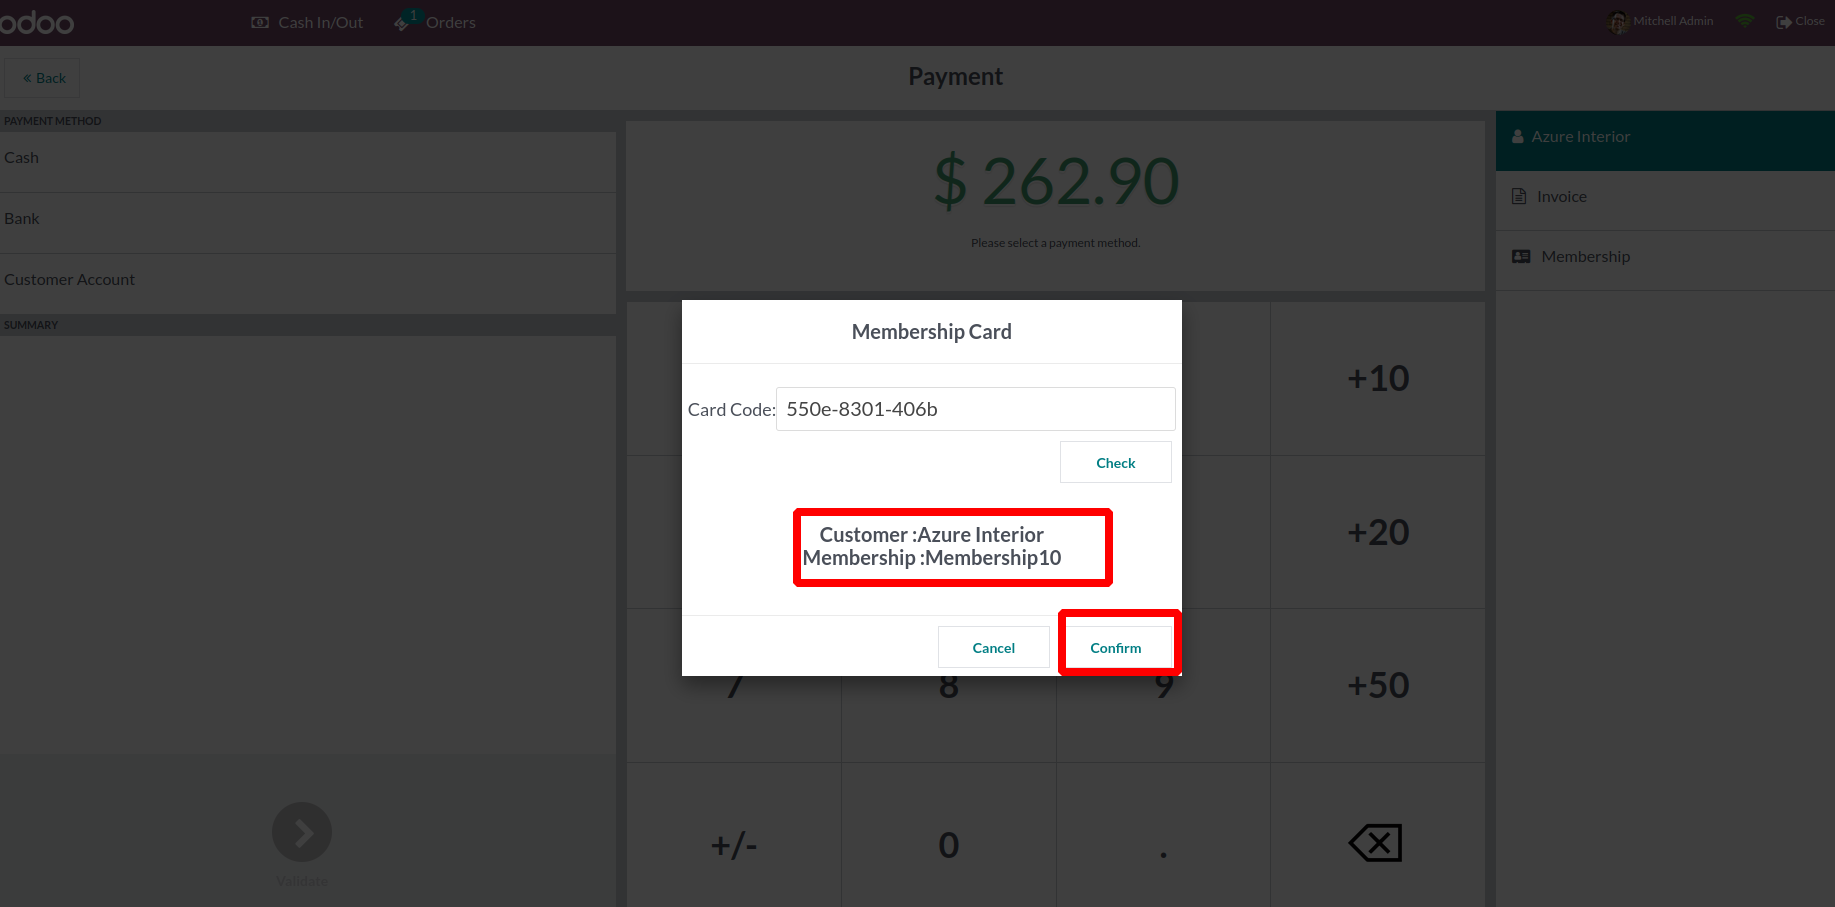 odoo
Cash In/Out
1
Orders
Mitchell Admin
Close
« Back
Payment
PAYMENT METHOD
Cash
Bank
Customer Account
SUMMARY
$ 262.90
Please select a payment method.
Azure Interior
Invoice
Membership
Membership Card
Card Code:
550e-8301-406b
Check
Customer :Azure Interior
Membership :Membership10
Cancel
Confirm
+10
+20
7
8
9
+50
+/-
0
.
Validate